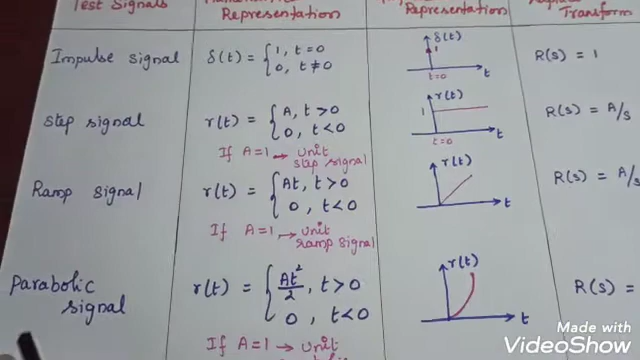 Test Signals
Representation
Representation
Transform
Impulse signal
δ(t) = { 1, t=0
0, t≠0
δ(t)
1
t=0
t
R(s) = 1
Step signal
r(t) = { A, t>0
0, t<0
If A=1 → unit
step signal
r(t)
1
t=0
t
R(s) = A/s
Ramp signal
r(t) = { At, t>0
0, t<0
If A=1 → unit
ramp signal
r(t)
t
R(s) = A/s
Parabolic
signal
r(t) = { At²/2, t>0
0, t<0
If A=1 → unit
r(t)
t
R(s) =
Made with
VideoShow